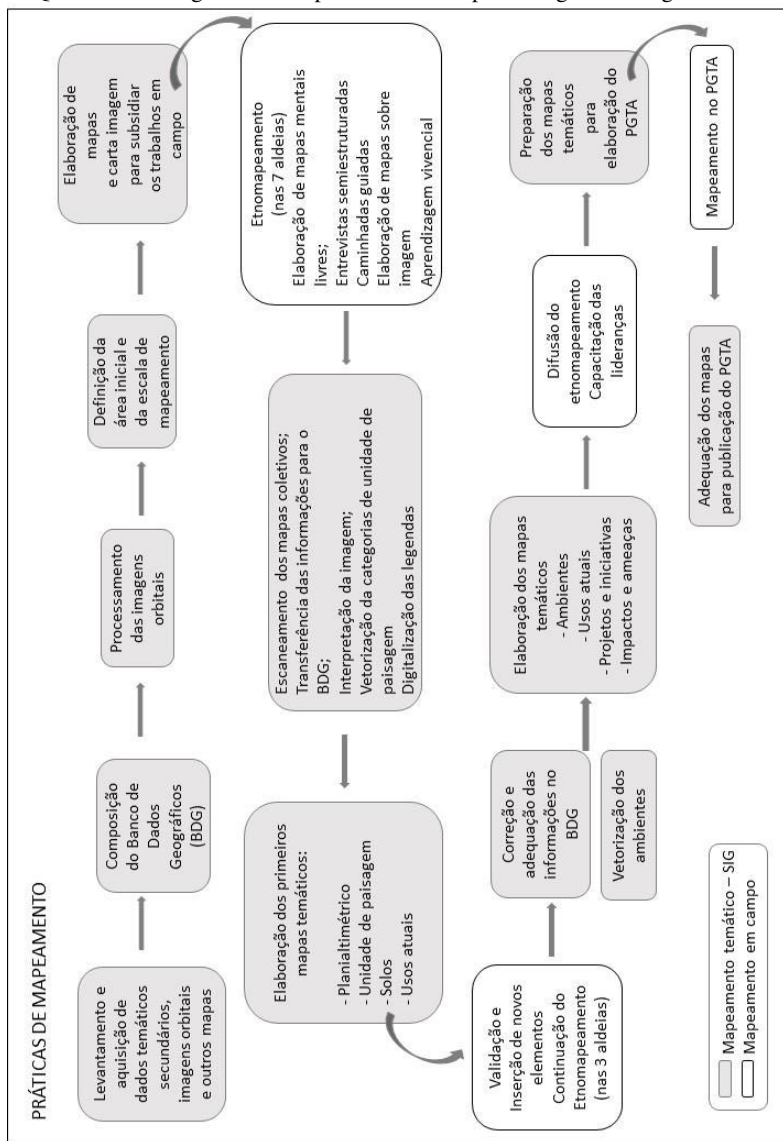 PRÁTICAS DE MAPEAMENTO
Levantamento e
aquisição de
dados temáticos
secundários,
imagens orbitais
e outros mapas
Composição
do Banco de
Dados
Geográficos
(BDG)
Processamento
das imagens
orbitais
Definição da
área inicial e
da escala de
mapeamento
Elaboração de
mapas
e carta imagem
para subsidiar
os trabalhos em
campo
Etnomapeamento
(nas 7 aldeias)
Elaboração de mapas mentais
livres;
Entrevistas semiestruturadas
Caminhadas guiadas
Elaboração de mapas sobre
imagem
Aprendizagem vivencial
Escaneamento dos mapas coletivos;
Transferência das informações para o
BDG;
Interpretação da imagem;
Vetorização da categorias de unidade de
paisagem
Digitalização das legendas
Elaboração dos primeiros
mapas temáticos:
- Planialtimétrico
- Unidade de paisagem
- Solos
- Usos atuais
Validação e
Inserção de novos
elementos
Continuação do
Etnomapeamento
(nas 3 aldeias)
Correção e
adequação das
informações no
BDG
Vetorização dos
ambientes
Elaboração dos mapas
temáticos
- Ambientes
- Usos atuais
- Projetos e iniciativas
- Impactos e ameaças
Difusão do
etnomapeamento
Capacitação das
lideranças
Preparação
dos mapas
temáticos
para
elaboração do
PGTA
Mapeamento no PGTA
Adequação dos mapas
para publicação do PGTA
Mapeamento temático – SIG
Mapeamento em campo